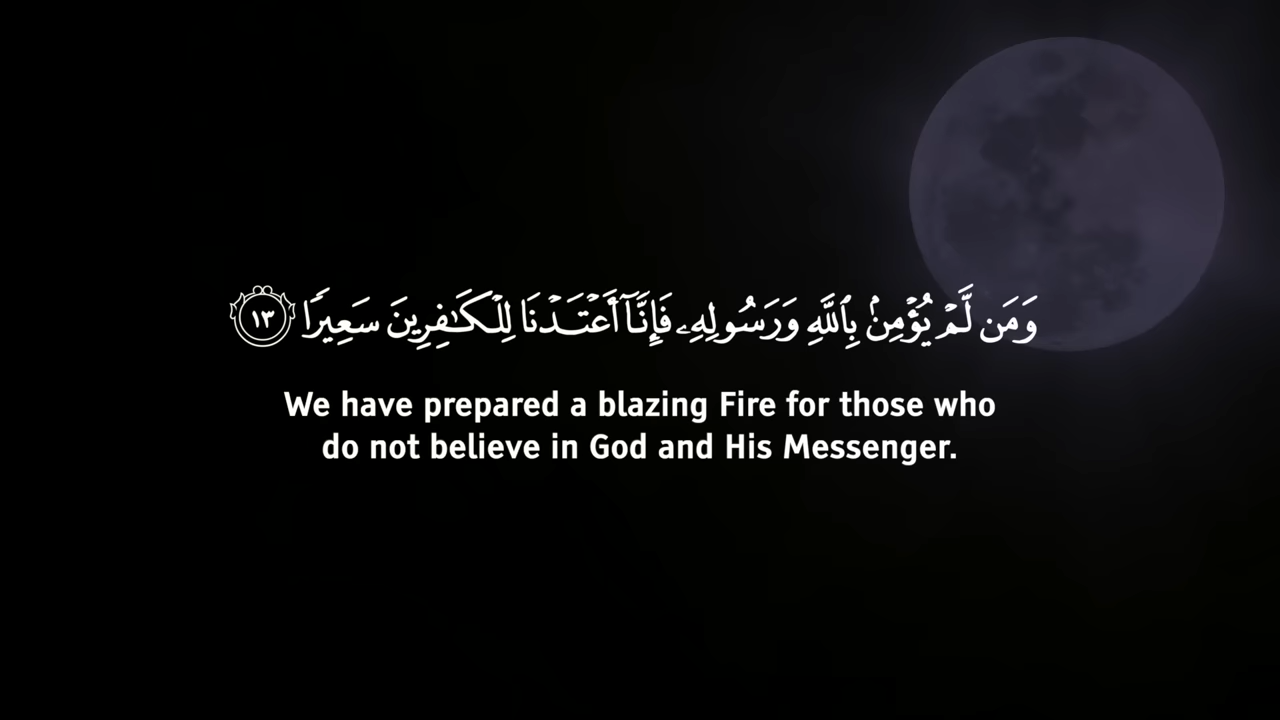 وَمَن لَّمْ يُؤْمِنۢ بِٱللَّهِ وَرَسُولِهِۦ فَإِنَّآ أَعْتَدْنَا لِلْكَـٰفِرِينَ سَعِيرًا ١٣
We have prepared a blazing Fire for those who
do not believe in God and His Messenger.